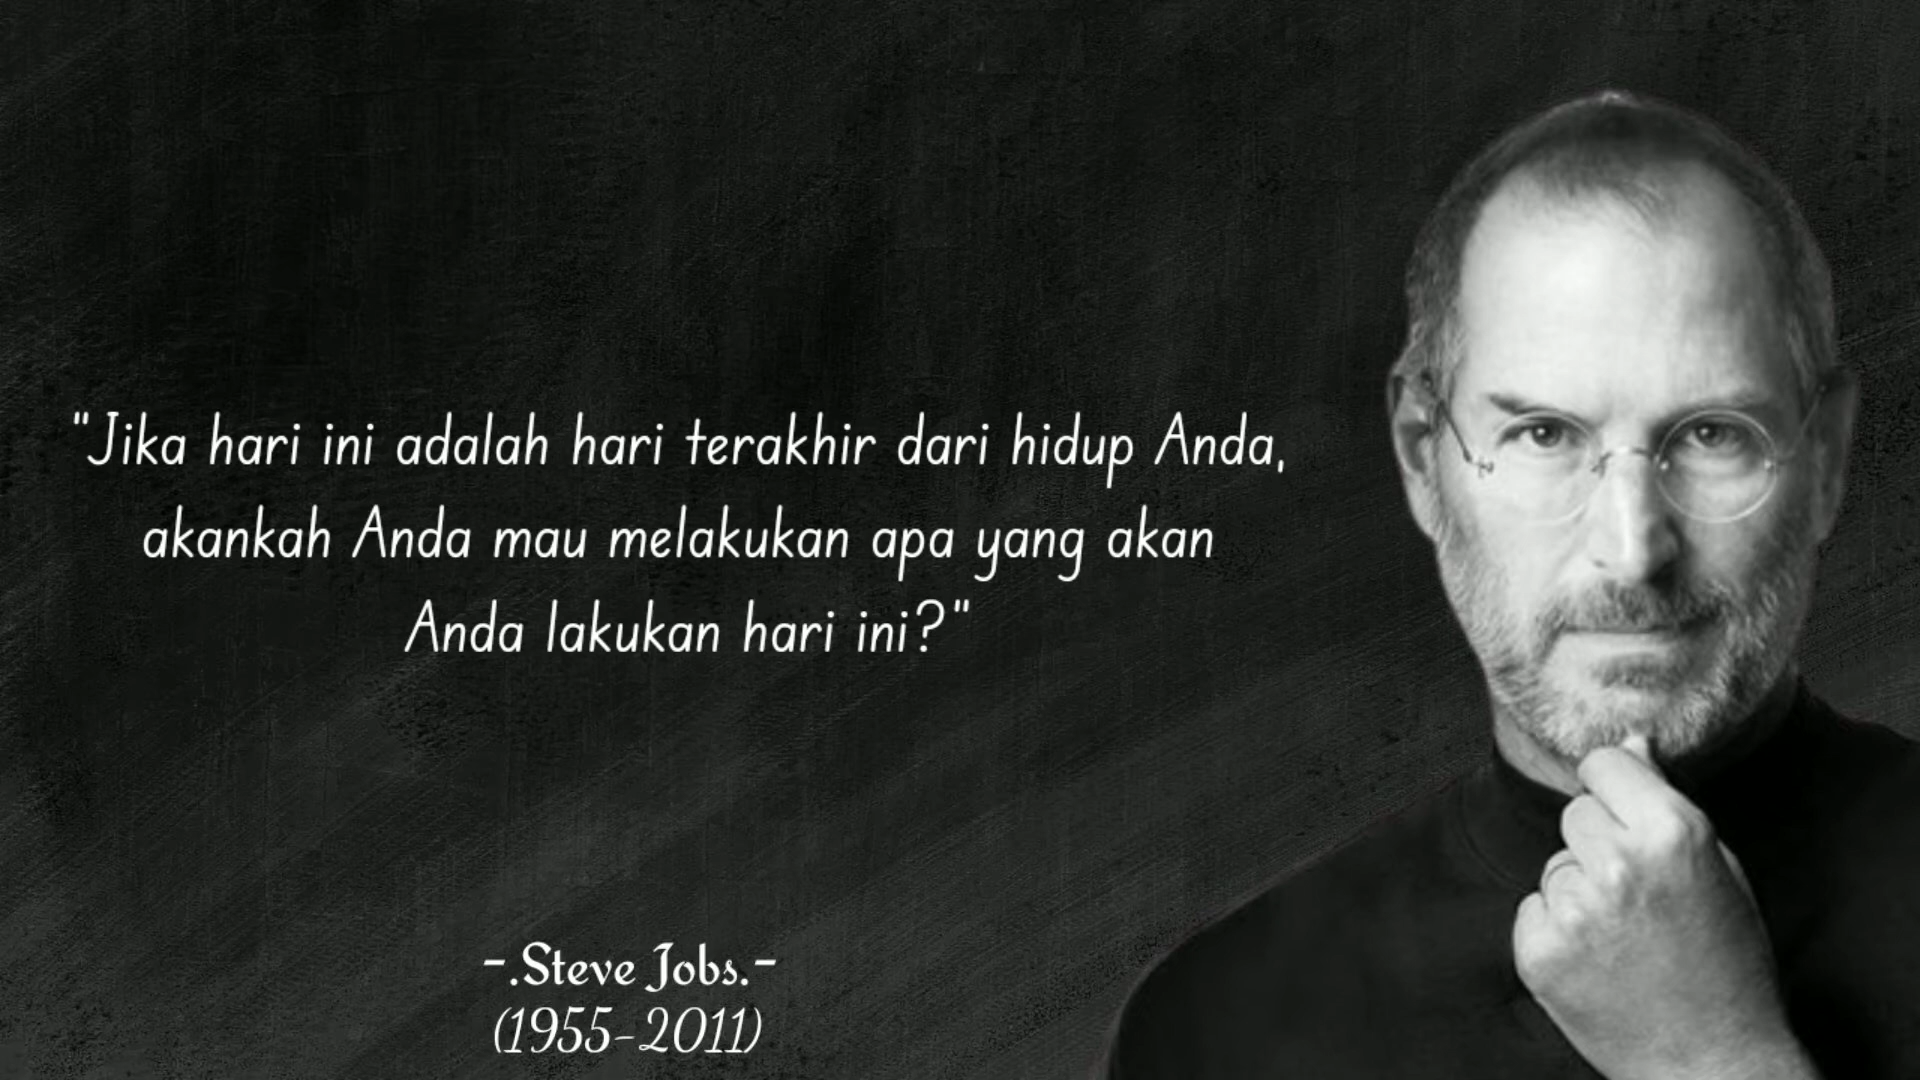 "Jika hari ini adalah hari terakhir dari hidup Anda,
akankah Anda mau melakukan apa yang akan
Anda lakukan hari ini?"
-.Steve Jobs.-
(1955-2011)